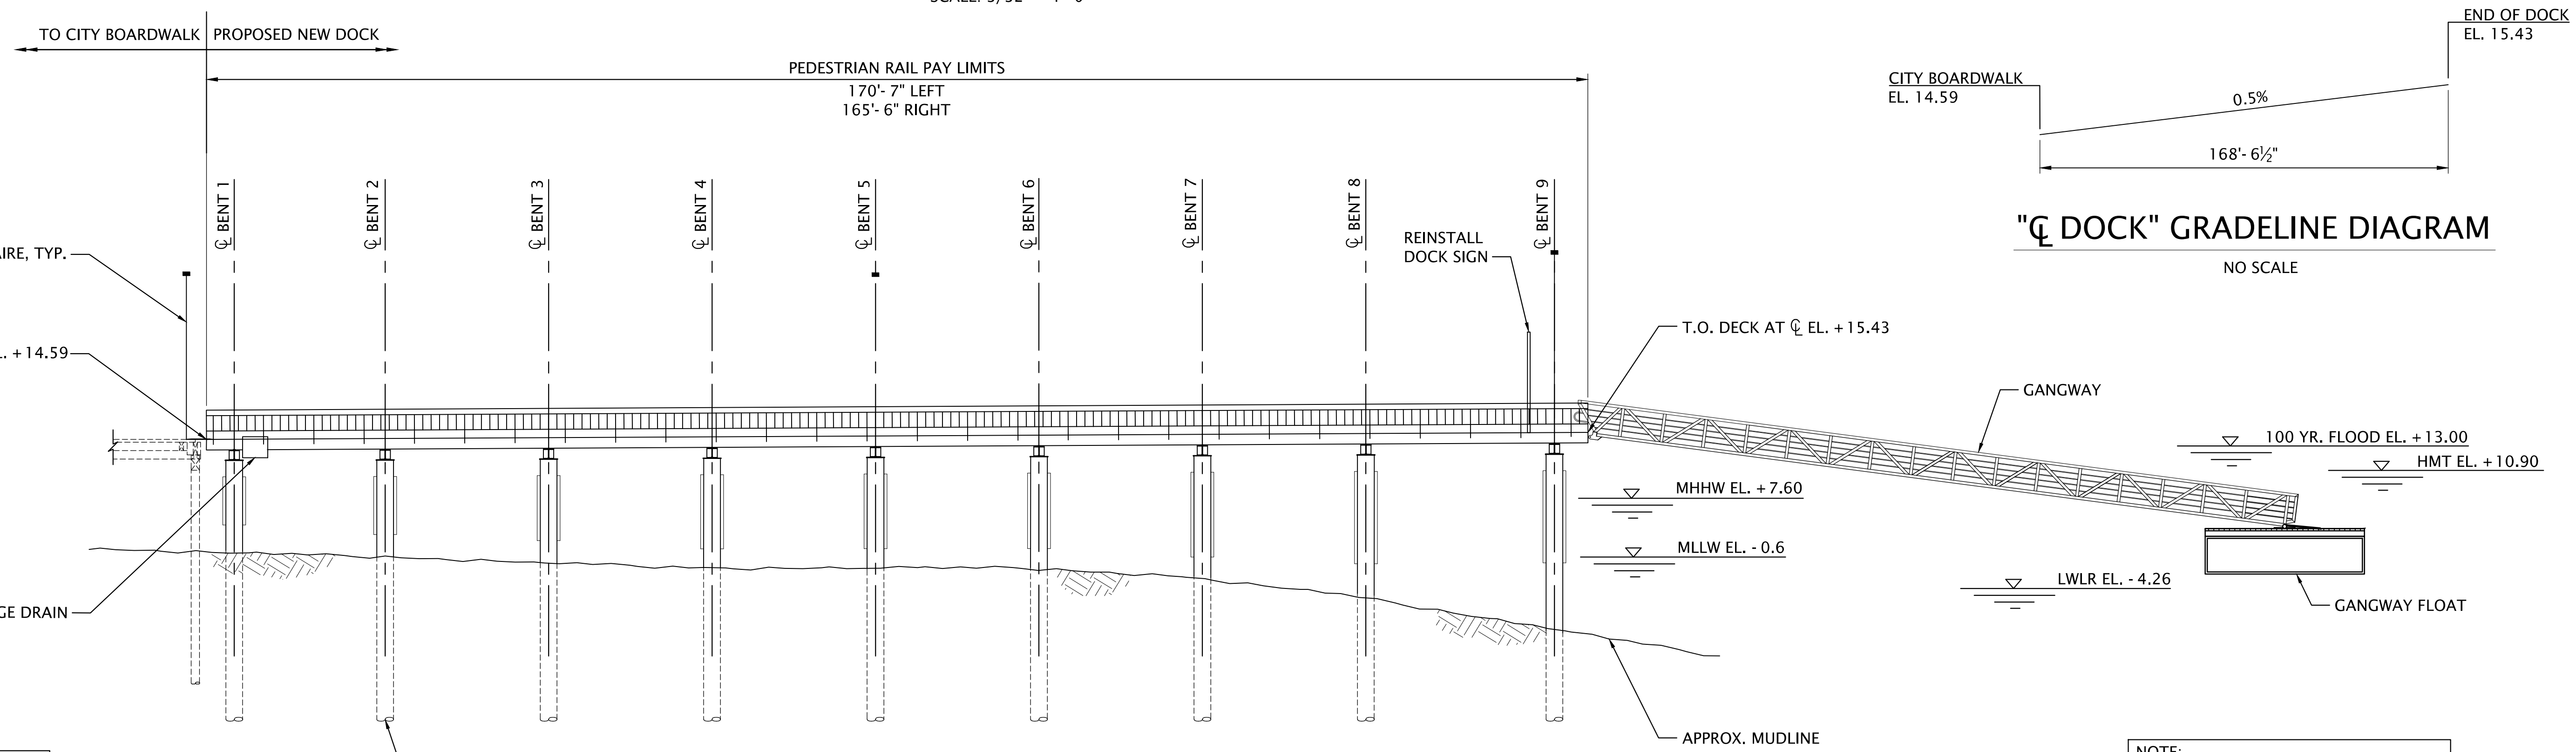 TO CITY BOARDWALK
PROPOSED NEW DOCK
PEDESTRIAN RAIL PAY LIMITS
170'- 7" LEFT
165'- 6" RIGHT
END OF DOCK
EL. 15.43
CITY BOARDWALK
EL. 14.59
0.5%
168'- 6½"
"℄ DOCK" GRADELINE DIAGRAM
NO SCALE
℄ BENT 1
℄ BENT 2
℄ BENT 3
℄ BENT 4
℄ BENT 5
℄ BENT 6
℄ BENT 7
℄ BENT 8
℄ BENT 9
TYP.
REINSTALL
DOCK SIGN
T.O. DECK AT ℄ EL. +15.43
+14.59
GANGWAY
100 YR. FLOOD EL. +13.00
HMT EL. +10.90
MHHW EL. +7.60
MLLW EL. - 0.6
LWLR EL. - 4.26
DRAIN
GANGWAY FLOAT
APPROX. MUDLINE
NOTE: